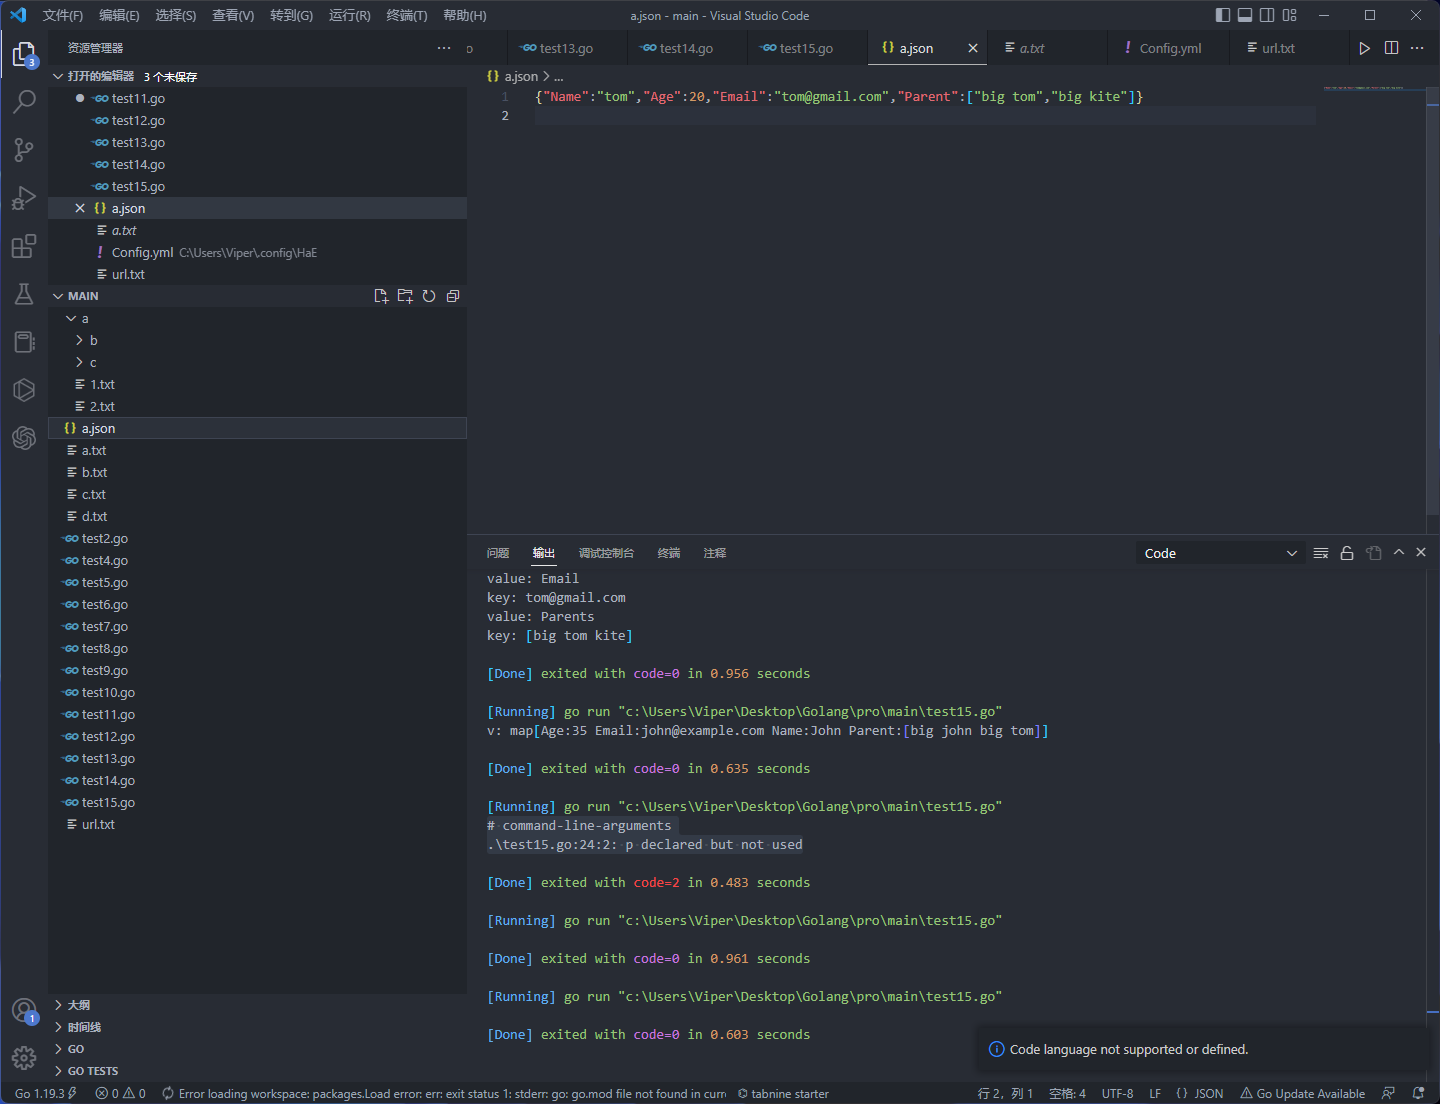 文件(F) 编辑(E) 选择(S) 查看(V) 转到(G) 运行(R) 终端(T) 帮助(H)
a.json - main - Visual Studio Code
资源管理器
o
test13.go
test14.go
test15.go
a.json
a.txt
Config.yml
url.txt
打开的编辑器 3 个未保存
test11.go
test12.go
test13.go
test14.go
test15.go
a.json
a.txt
Config.yml C:\Users\Viper\.config\HaE
url.txt
MAIN
a
b
c
1.txt
2.txt
a.json
a.txt
b.txt
c.txt
d.txt
test2.go
test4.go
test5.go
test6.go
test7.go
test8.go
test9.go
test10.go
test11.go
test12.go
test13.go
test14.go
test15.go
url.txt
大纲
时间线
GO
GO TESTS
3
1
a.json > ...
1 {"Name":"tom","Age":20,"Email":"tom@gmail.com","Parent":["big tom","big kite"]}
2
问题 输出 调试控制台 终端 注释
Code
value: Email
key: tom@gmail.com
value: Parents
key: [big tom kite]
[Done] exited with code=0 in 0.956 seconds
[Running] go run "c:\Users\Viper\Desktop\Golang\pro\main\test15.go"
v: map[Age:35 Email:john@example.com Name:John Parent:[big john big tom]]
[Done] exited with code=0 in 0.635 seconds
[Running] go run "c:\Users\Viper\Desktop\Golang\pro\main\test15.go"
# command-line-arguments
.\test15.go:24:2: p declared but not used
[Done] exited with code=2 in 0.483 seconds
[Running] go run "c:\Users\Viper\Desktop\Golang\pro\main\test15.go"
[Done] exited with code=0 in 0.961 seconds
[Running] go run "c:\Users\Viper\Desktop\Golang\pro\main\test15.go"
[Done] exited with code=0 in 0.603 seconds
Code language not supported or defined.
Go 1.19.3 0 0 Error loading workspace: packages.Load error: err: exit status 1: stderr: go: go.mod file not found in curr tabnine starter
行 2, 列 1 空格: 4 UTF-8 LF {} JSON Go Update Available